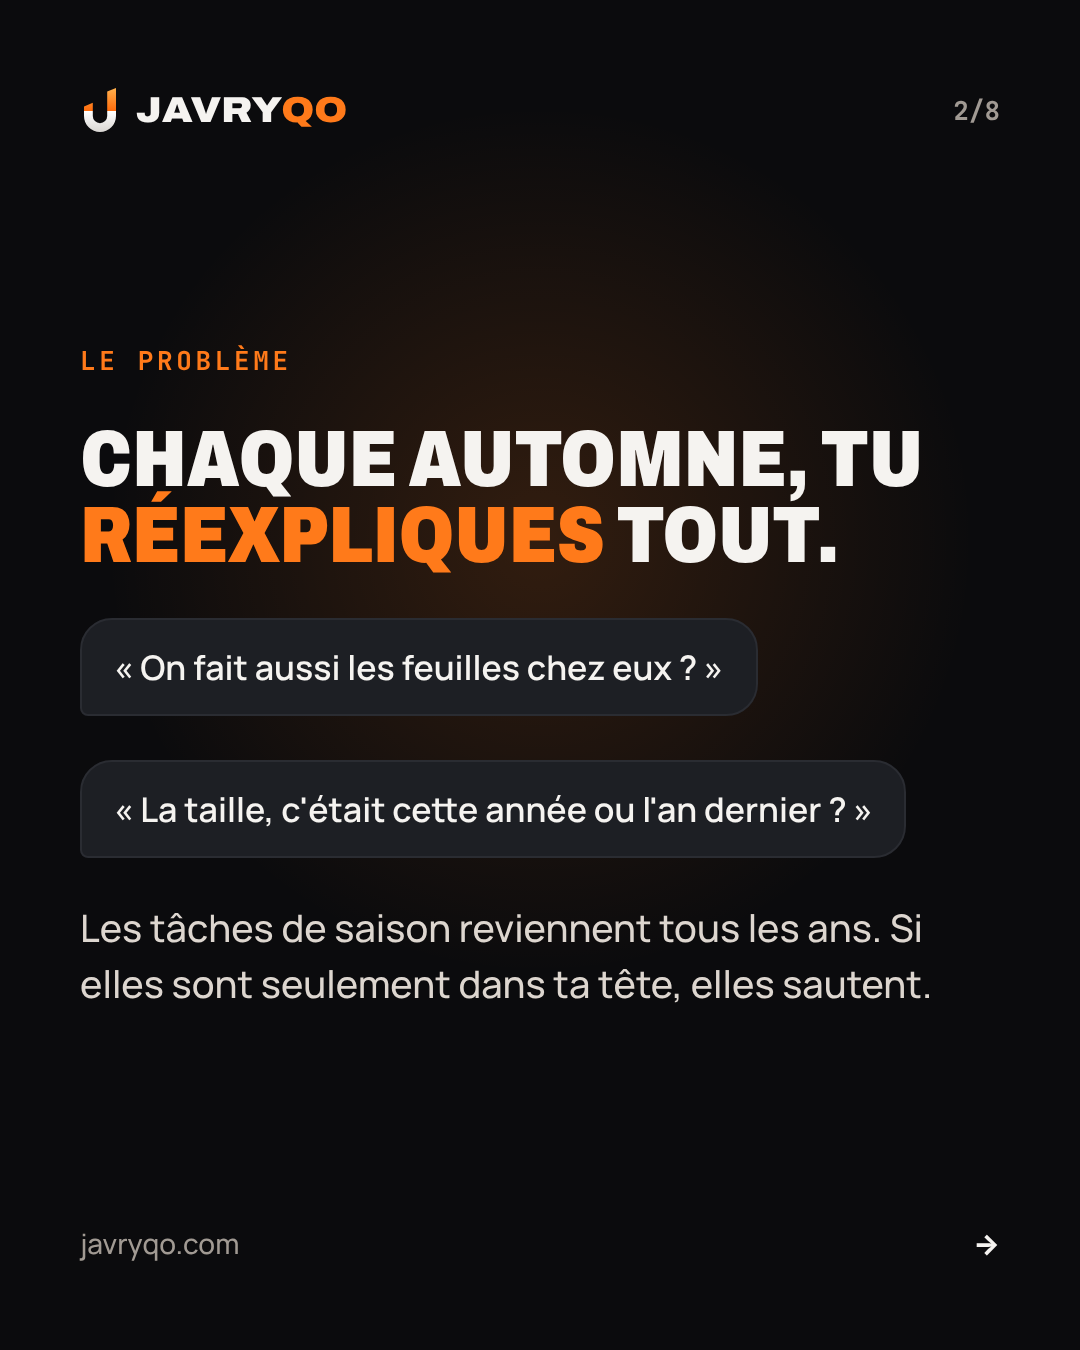 JAVRYQO
2/8
LE PROBLÈME
CHAQUE AUTOMNE, TU
RÉEXPLIQUES TOUT.
« On fait aussi les feuilles chez eux ? »
« La taille, c'était cette année ou l'an dernier ? »
Les tâches de saison reviennent tous les ans. Si
elles sont seulement dans ta tête, elles sautent.
javryqo.com
→